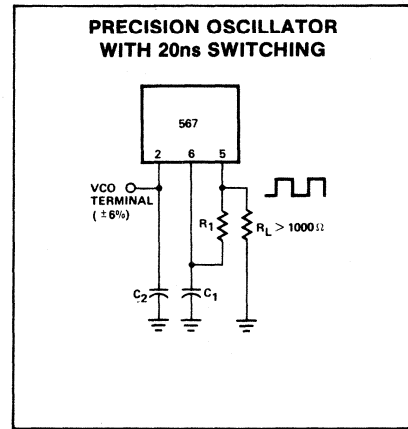 PRECISION OSCILLATOR
WITH 20ns SWITCHING
567
2 6 5
VCO
TERMINAL
(±6%)
R1
RL > 1000Ω
C2
C1